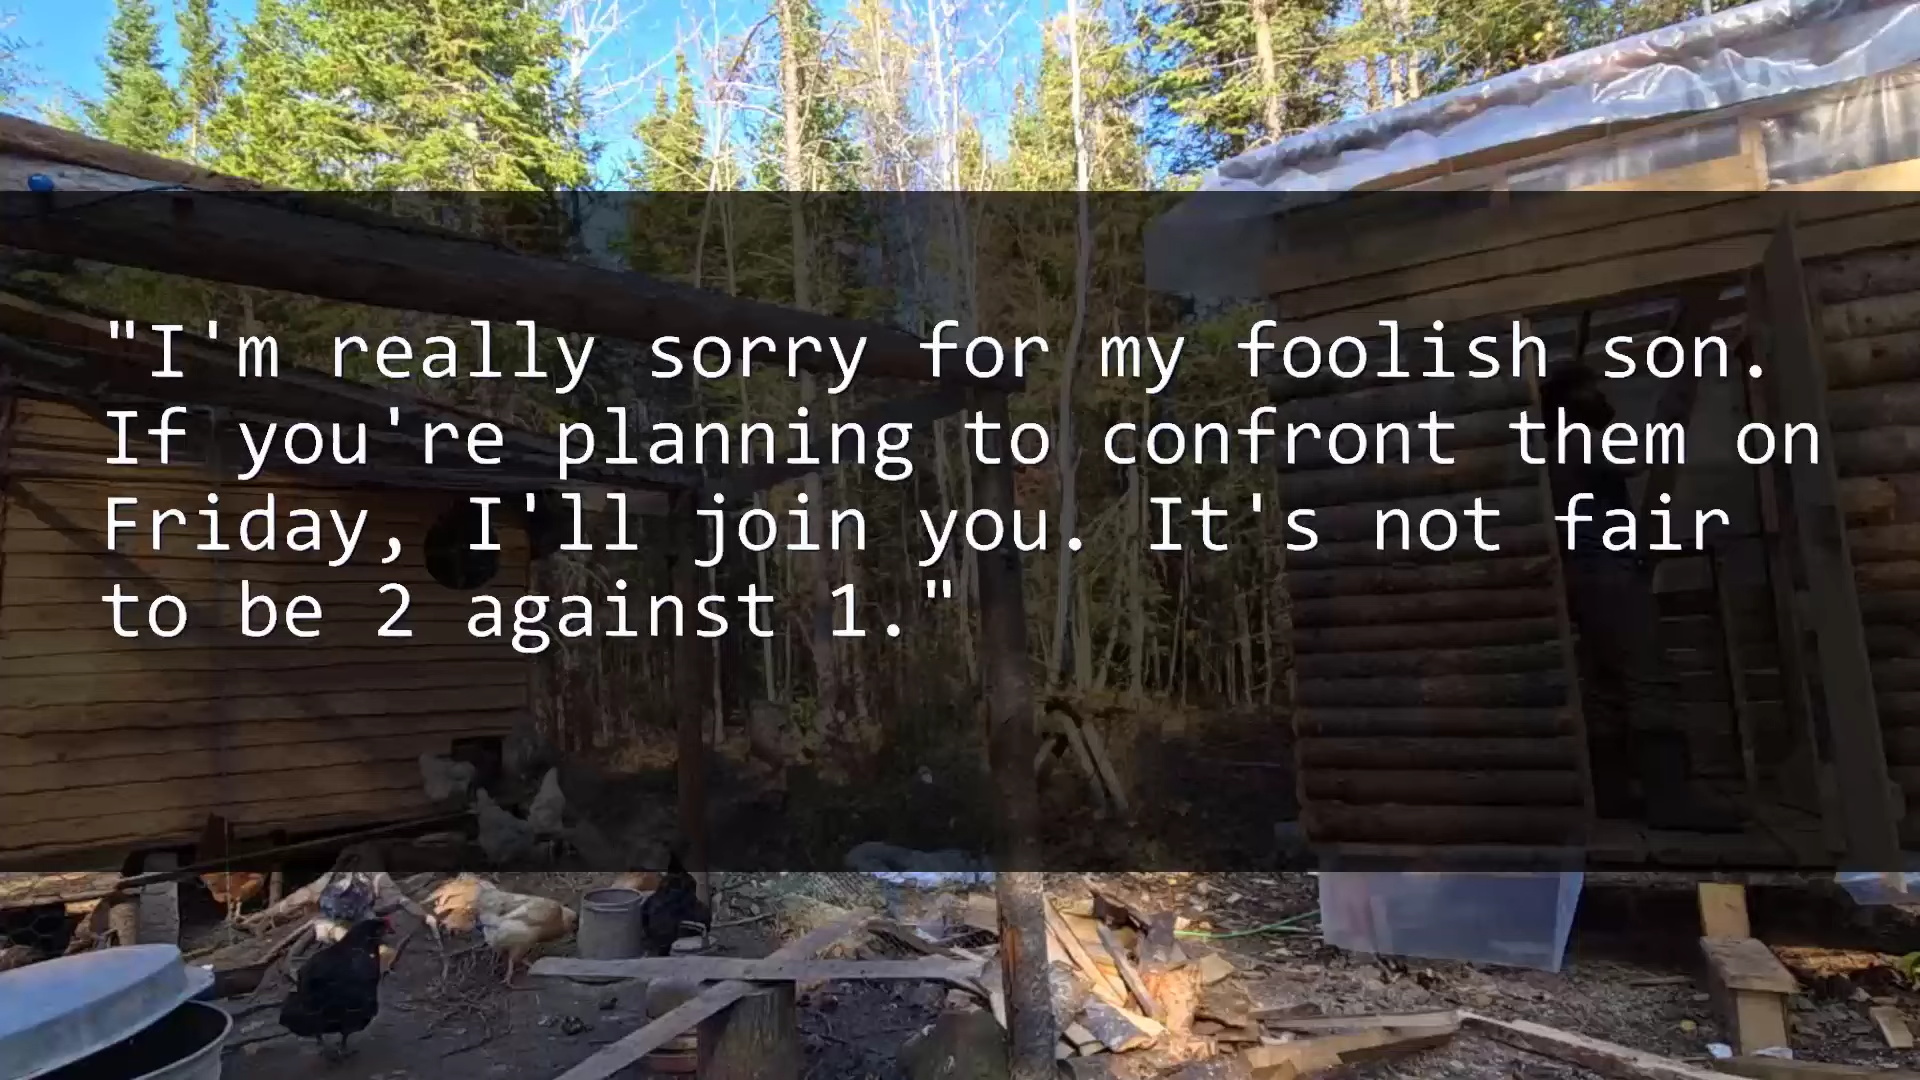 "I'm really sorry for my foolish son.
If you're planning to confront them on
Friday, I'll join you. It's not fair
to be 2 against 1."